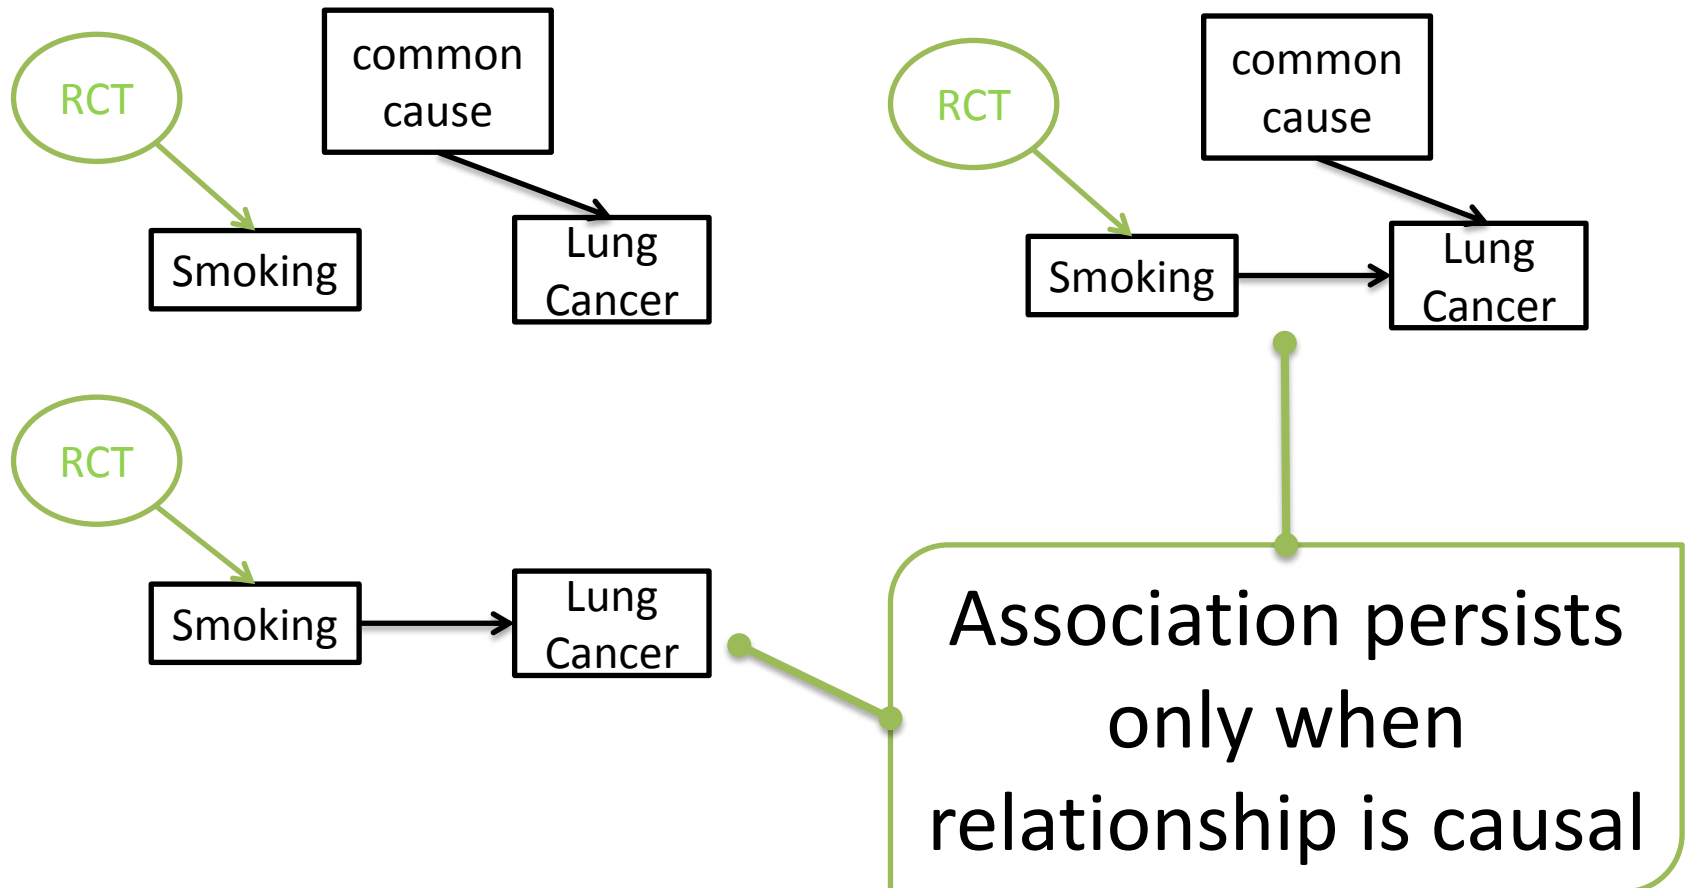 RCT
common
cause
Smoking
Lung
Cancer
RCT
common
cause
Smoking
Lung
Cancer
RCT
Smoking
Lung
Cancer
Association persists
only when
relationship is causal